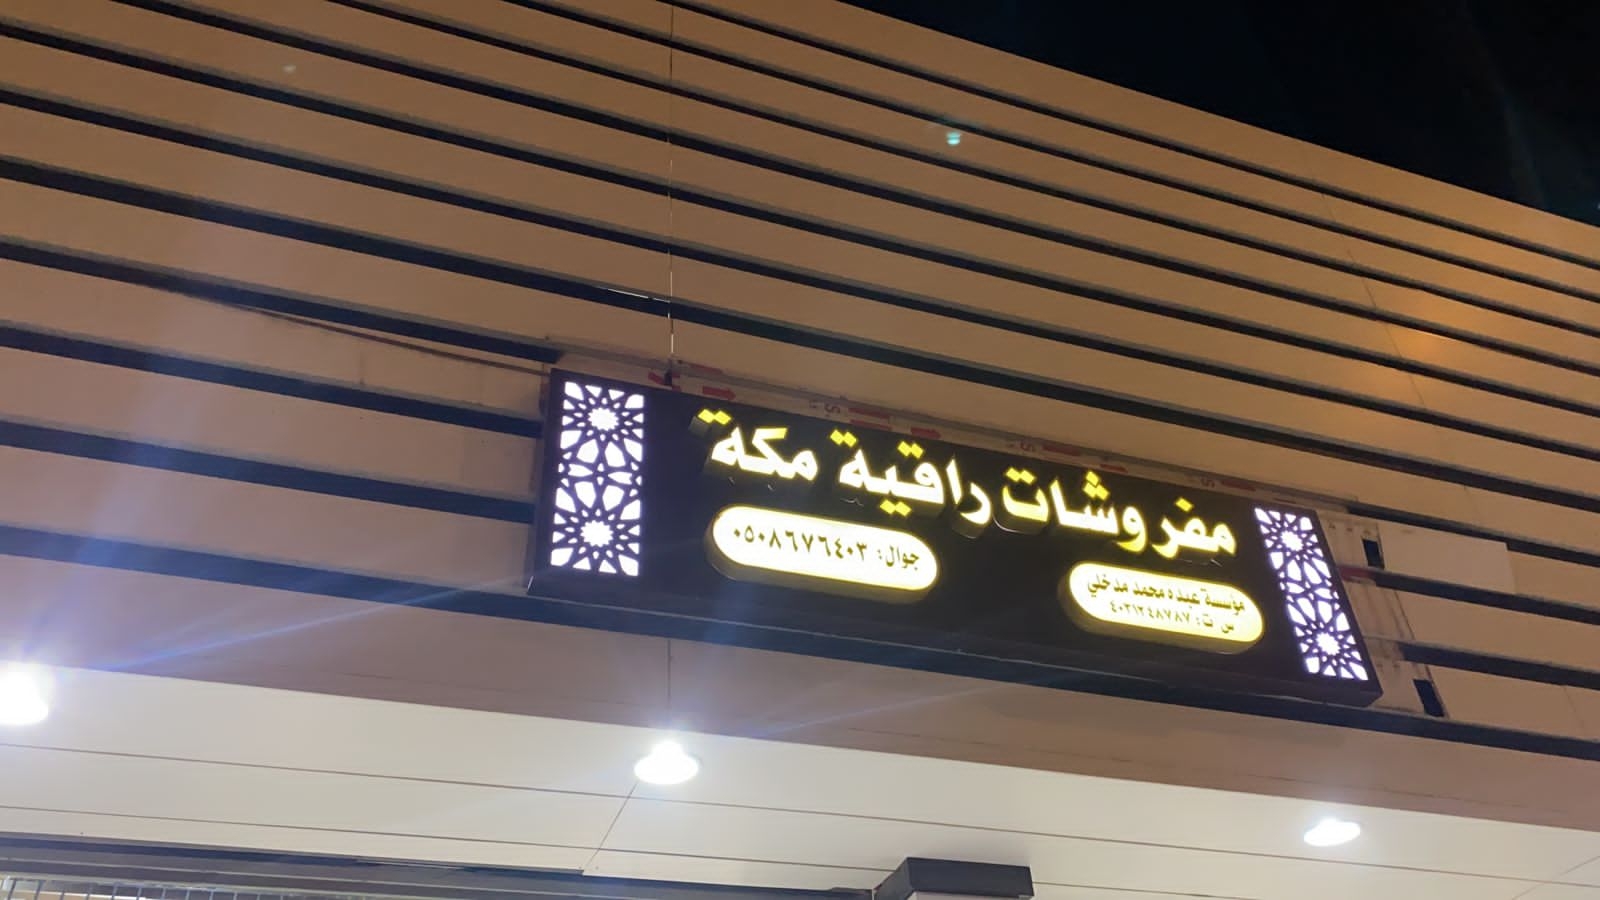 مفروشات راقية مكة
مؤسسة عبده محمد مدخلي
س ت: ٤٠٣١٢٤٨٧٨٧
جوال: ٠٥٠٨٦٧٦٤٠٣